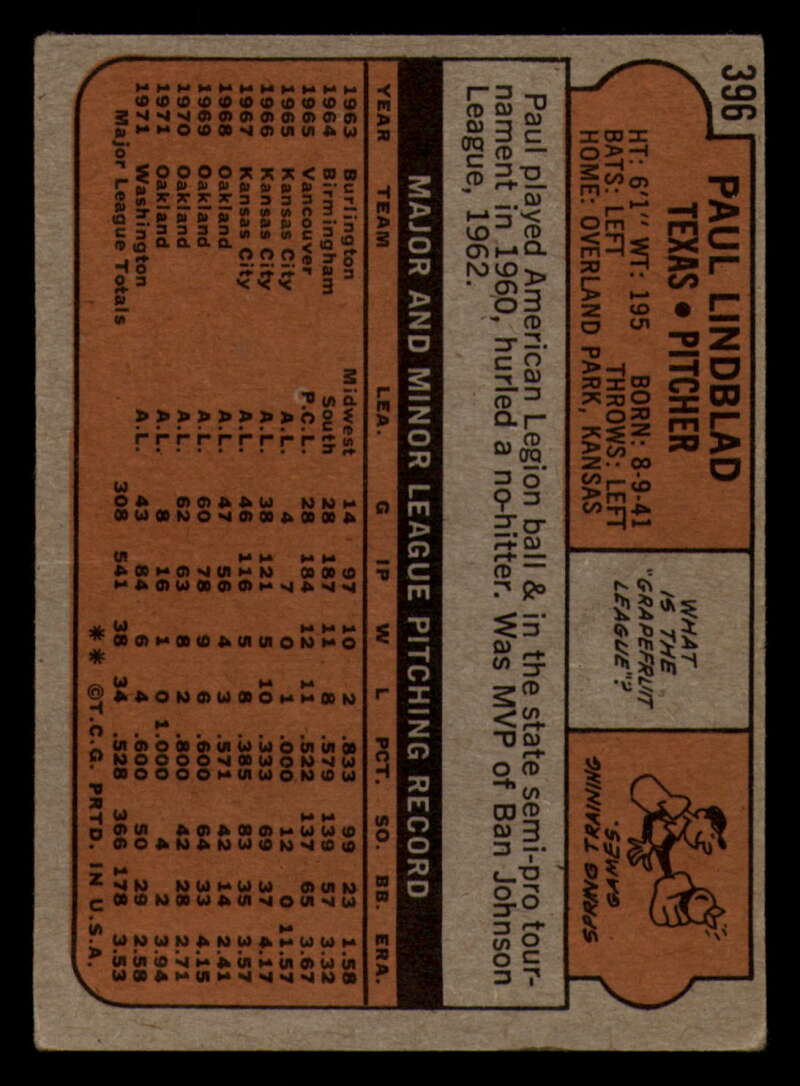 396
PAUL LINDBLAD
TEXAS • PITCHER
HT: 6'1" WT: 195 BORN: 8-9-41
BATS: LEFT THROWS: LEFT
HOME: OVERLAND PARK, KANSAS
WHAT
IS THE
"GRAPEFRUIT
LEAGUE"?
SPRING TRAINING
GAMES.
Paul played American Legion ball & in the state semi-pro tour-
nament in 1960, hurled a no-hitter. Was MVP of Ban Johnson
League, 1962.
MAJOR AND MINOR LEAGUE PITCHING RECORD
YEAR TEAM LEA. G IP W L PCT. SO. BB. ERA.
1963 Burlington Midwest 14 97 10 2 .833 99 23 1.58
1964 Birmingham South 28 187 11 8 .579 139 57 3.32
1965 Vancouver P.C.L. 28 184 12 11 .522 137 65 3.67
1965 Kansas City A.L. 4 7 0 1 .000 12 0 11.57
1966 Kansas City A.L. 38 121 5 10 .333 69 37 4.17
1967 Kansas City A.L. 46 116 5 8 .385 83 35 3.57
1968 Oakland A.L. 47 56 4 3 .571 42 14 2.41
1969 Oakland A.L. 60 78 9 6 .600 64 33 4.15
1970 Oakland A.L. 62 63 8 2 .800 42 28 2.71
1971 Oakland A.L. 8 16 1 0 1.000 4 2 3.94
1971 Washington A.L. 43 84 6 4 .600 50 29 2.58
Major League Totals 308 541 38 34 .528 366 178 3.53
** ©T.C.G. PRTD. IN U.S.A.